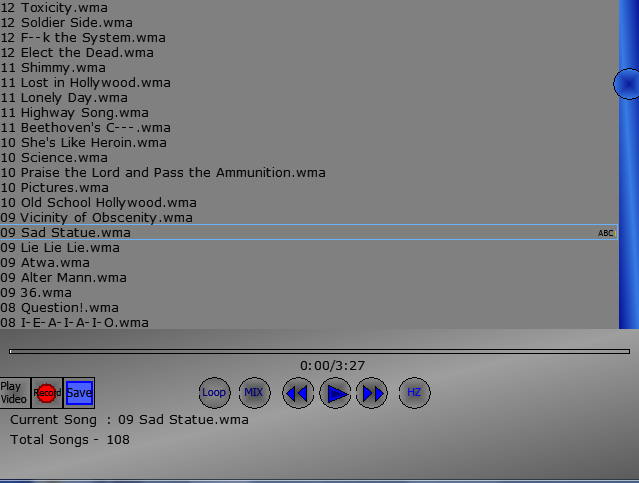 12 Toxicity.wma
12 Soldier Side.wma
12 F--k the System.wma
12 Elect the Dead.wma
11 Shimmy.wma
11 Lost in Hollywood.wma
11 Lonely Day.wma
11 Highway Song.wma
11 Beethoven's C---.wma
10 She's Like Heroin.wma
10 Science.wma
10 Praise the Lord and Pass the Ammunition.wma
10 Pictures.wma
10 Old School Hollywood.wma
09 Vicinity of Obscenity.wma
09 Sad Statue.wma ABC
09 Lie Lie Lie.wma
09 Atwa.wma
09 Alter Mann.wma
09 36.wma
08 Question!.wma
08 I-E-A-I-A-I-O.wma
0:00/3:27
Play Video Record Save Loop MIX HZ
Current Song : 09 Sad Statue.wma
Total Songs - 108